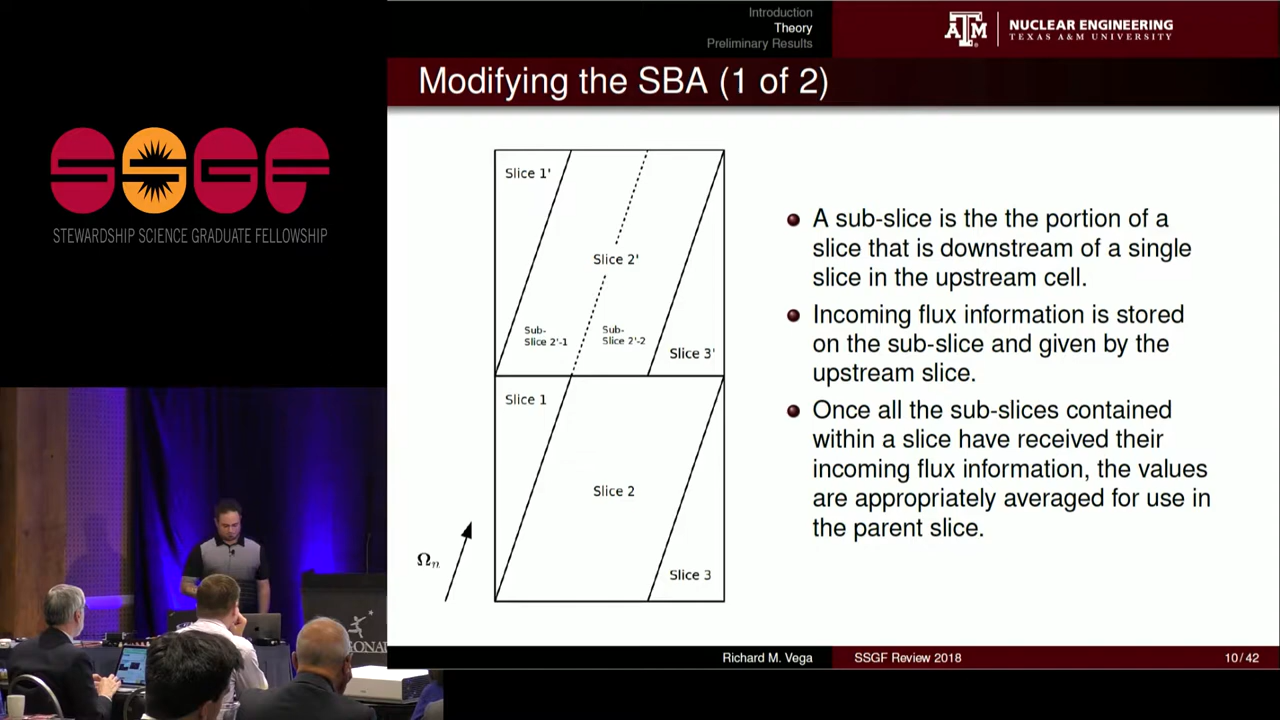 Introduction
Theory
Preliminary Results
ATM
NUCLEAR ENGINEERING
TEXAS A&M UNIVERSITY
Modifying the SBA (1 of 2)
SSGF
STEWARDSHIP SCIENCE GRADUATE FELLOWSHIP
Slice 1'
Slice 2'
Sub-
Slice 2'-1
Sub-
Slice 2'-2
Slice 3'
Slice 1
Slice 2
Slice 3
Ωn
A sub-slice is the the portion of a
slice that is downstream of a single
slice in the upstream cell.
Incoming flux information is stored
on the sub-slice and given by the
upstream slice.
Once all the sub-slices contained
within a slice have received their
incoming flux information, the values
are appropriately averaged for use in
the parent slice.
Richard M. Vega
SSGF Review 2018
10 / 42